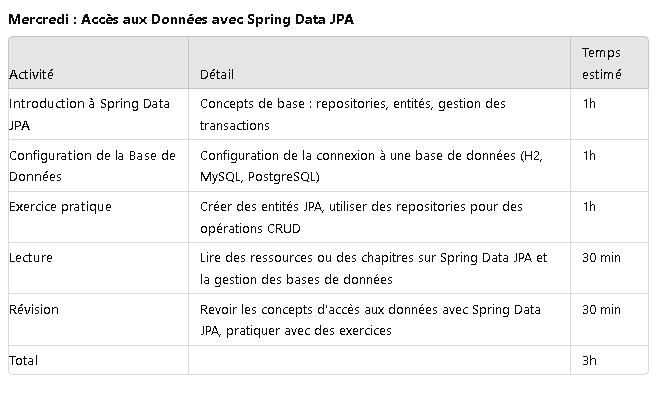 Mercredi : Accès aux Données avec Spring Data JPA
Activité Détail Temps estimé
Introduction à Spring Data JPA Concepts de base : repositories, entités, gestion des transactions 1h
Configuration de la Base de Données Configuration de la connexion à une base de données (H2, MySQL, PostgreSQL) 1h
Exercice pratique Créer des entités JPA, utiliser des repositories pour des opérations CRUD 1h
Lecture Lire des ressources ou des chapitres sur Spring Data JPA et la gestion des bases de données 30 min
Révision Revoir les concepts d'accès aux données avec Spring Data JPA, pratiquer avec des exercices 30 min
Total 3h